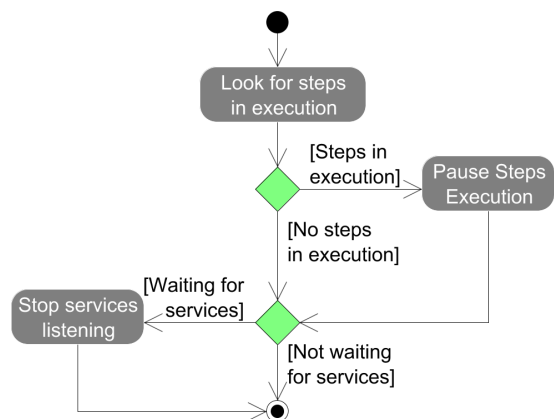 Look for steps
in execution
[Steps in
execution]
Pause Steps
Execution
[No steps
in execution]
[Waiting for
services]
Stop services
listening
[Not waiting
for services]